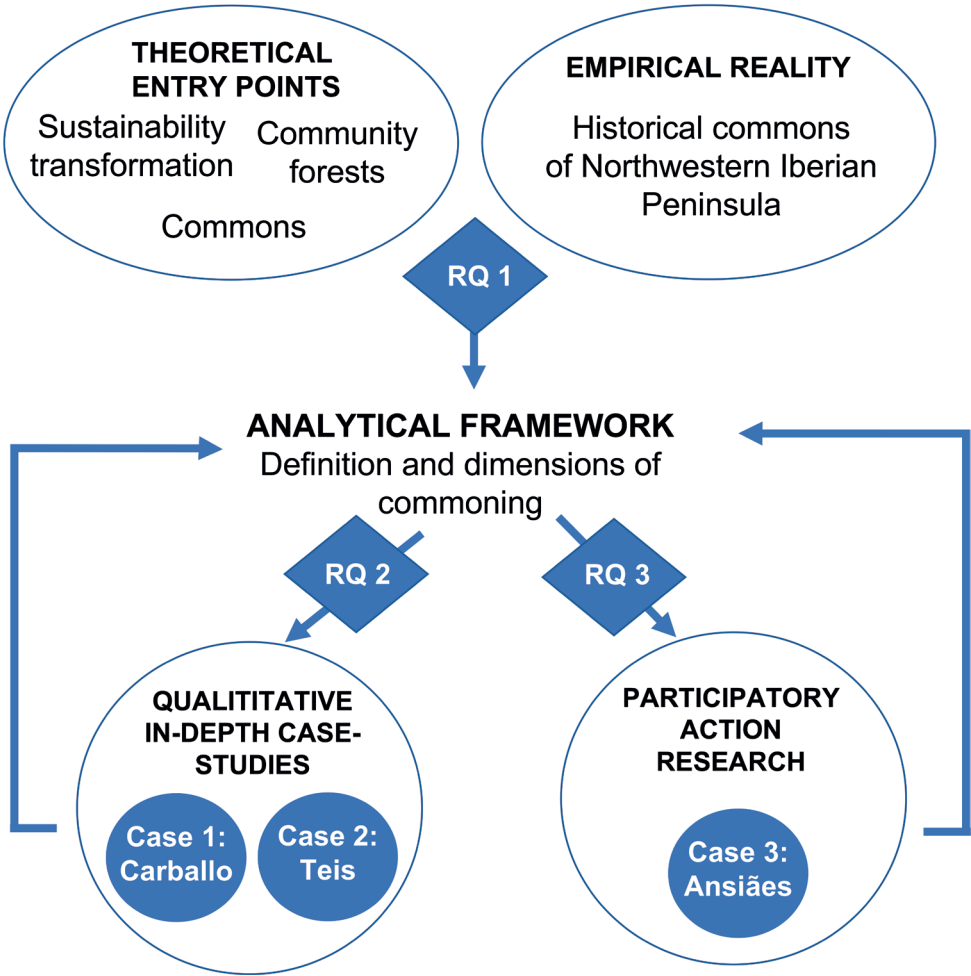 THEORETICAL
ENTRY POINTS
Sustainability
transformation
Community
forests
Commons
EMPIRICAL REALITY
Historical commons
of Northwestern Iberian
Peninsula
RQ 1
ANALYTICAL FRAMEWORK
Definition and dimensions of
commoning
RQ 2
RQ 3
QUALITITATIVE
IN-DEPTH CASE-
STUDIES
Case 1:
Carballo
Case 2:
Teis
PARTICIPATORY
ACTION
RESEARCH
Case 3:
Ansiães